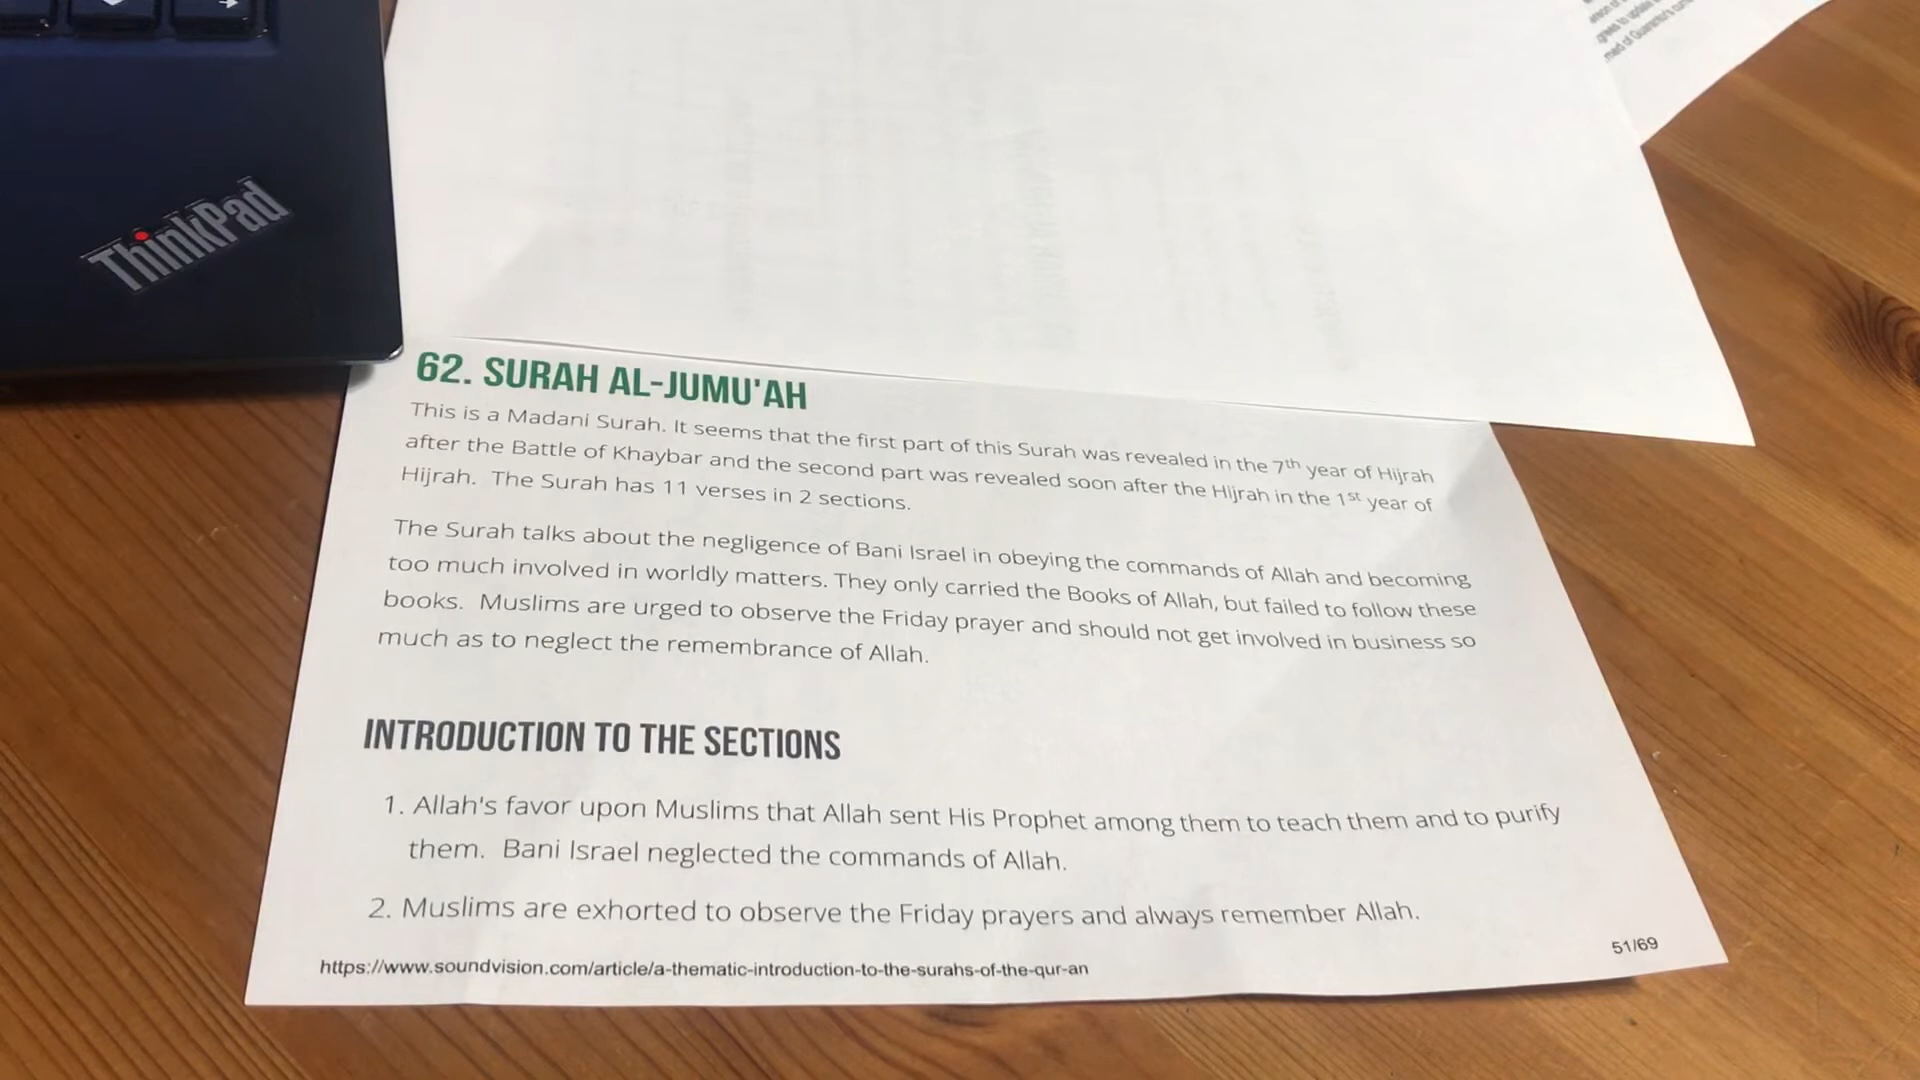 ThinkPad
62. SURAH AL-JUMU'AH
This is a Madani Surah. It seems that the first part of this Surah was revealed in the 7th year of Hijrah
after the Battle of Khaybar and the second part was revealed soon after the Hijrah in the 1st year of
Hijrah. The Surah has 11 verses in 2 sections.
The Surah talks about the negligence of Bani Israel in obeying the commands of Allah and becoming
too much involved in worldly matters. They only carried the Books of Allah, but failed to follow these
books. Muslims are urged to observe the Friday prayer and should not get involved in business so
much as to neglect the remembrance of Allah.
INTRODUCTION TO THE SECTIONS
1. Allah's favor upon Muslims that Allah sent His Prophet among them to teach them and to purify
them. Bani Israel neglected the commands of Allah.
2. Muslims are exhorted to observe the Friday prayers and always remember Allah.
https://www.soundvision.com/article/a-thematic-introduction-to-the-surahs-of-the-qur-an
51/69